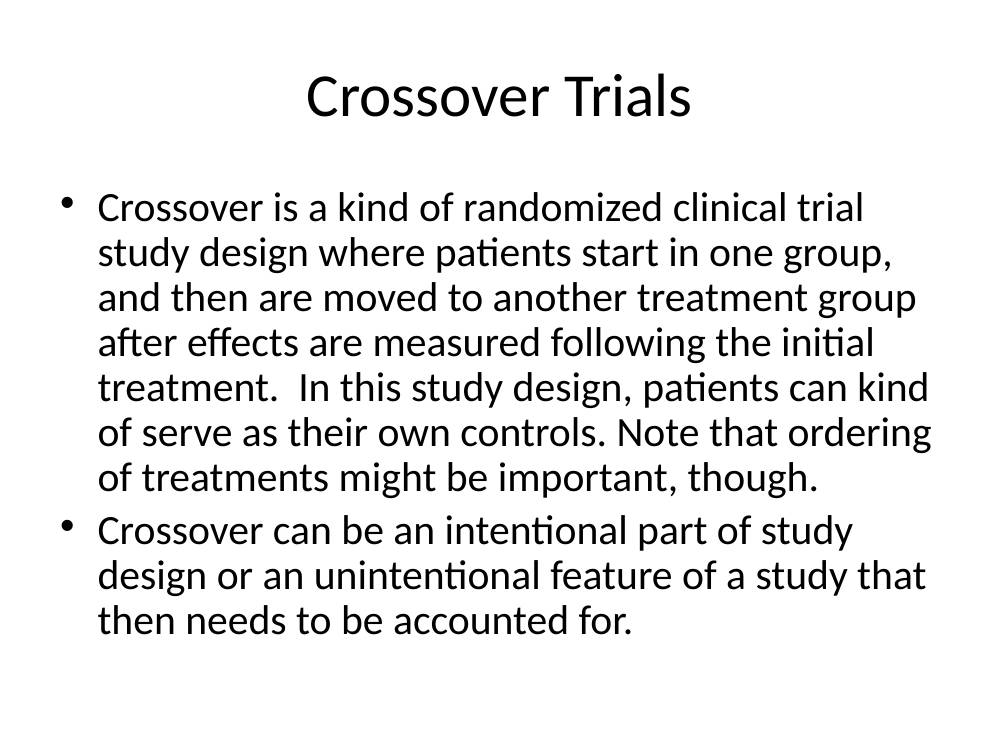 Crossover Trials
• Crossover is a kind of randomized clinical trial
study design where patients start in one group,
and then are moved to another treatment group
after effects are measured following the initial
treatment.  In this study design, patients can kind
of serve as their own controls. Note that ordering
of treatments might be important, though.
• Crossover can be an intentional part of study
design or an unintentional feature of a study that
then needs to be accounted for.